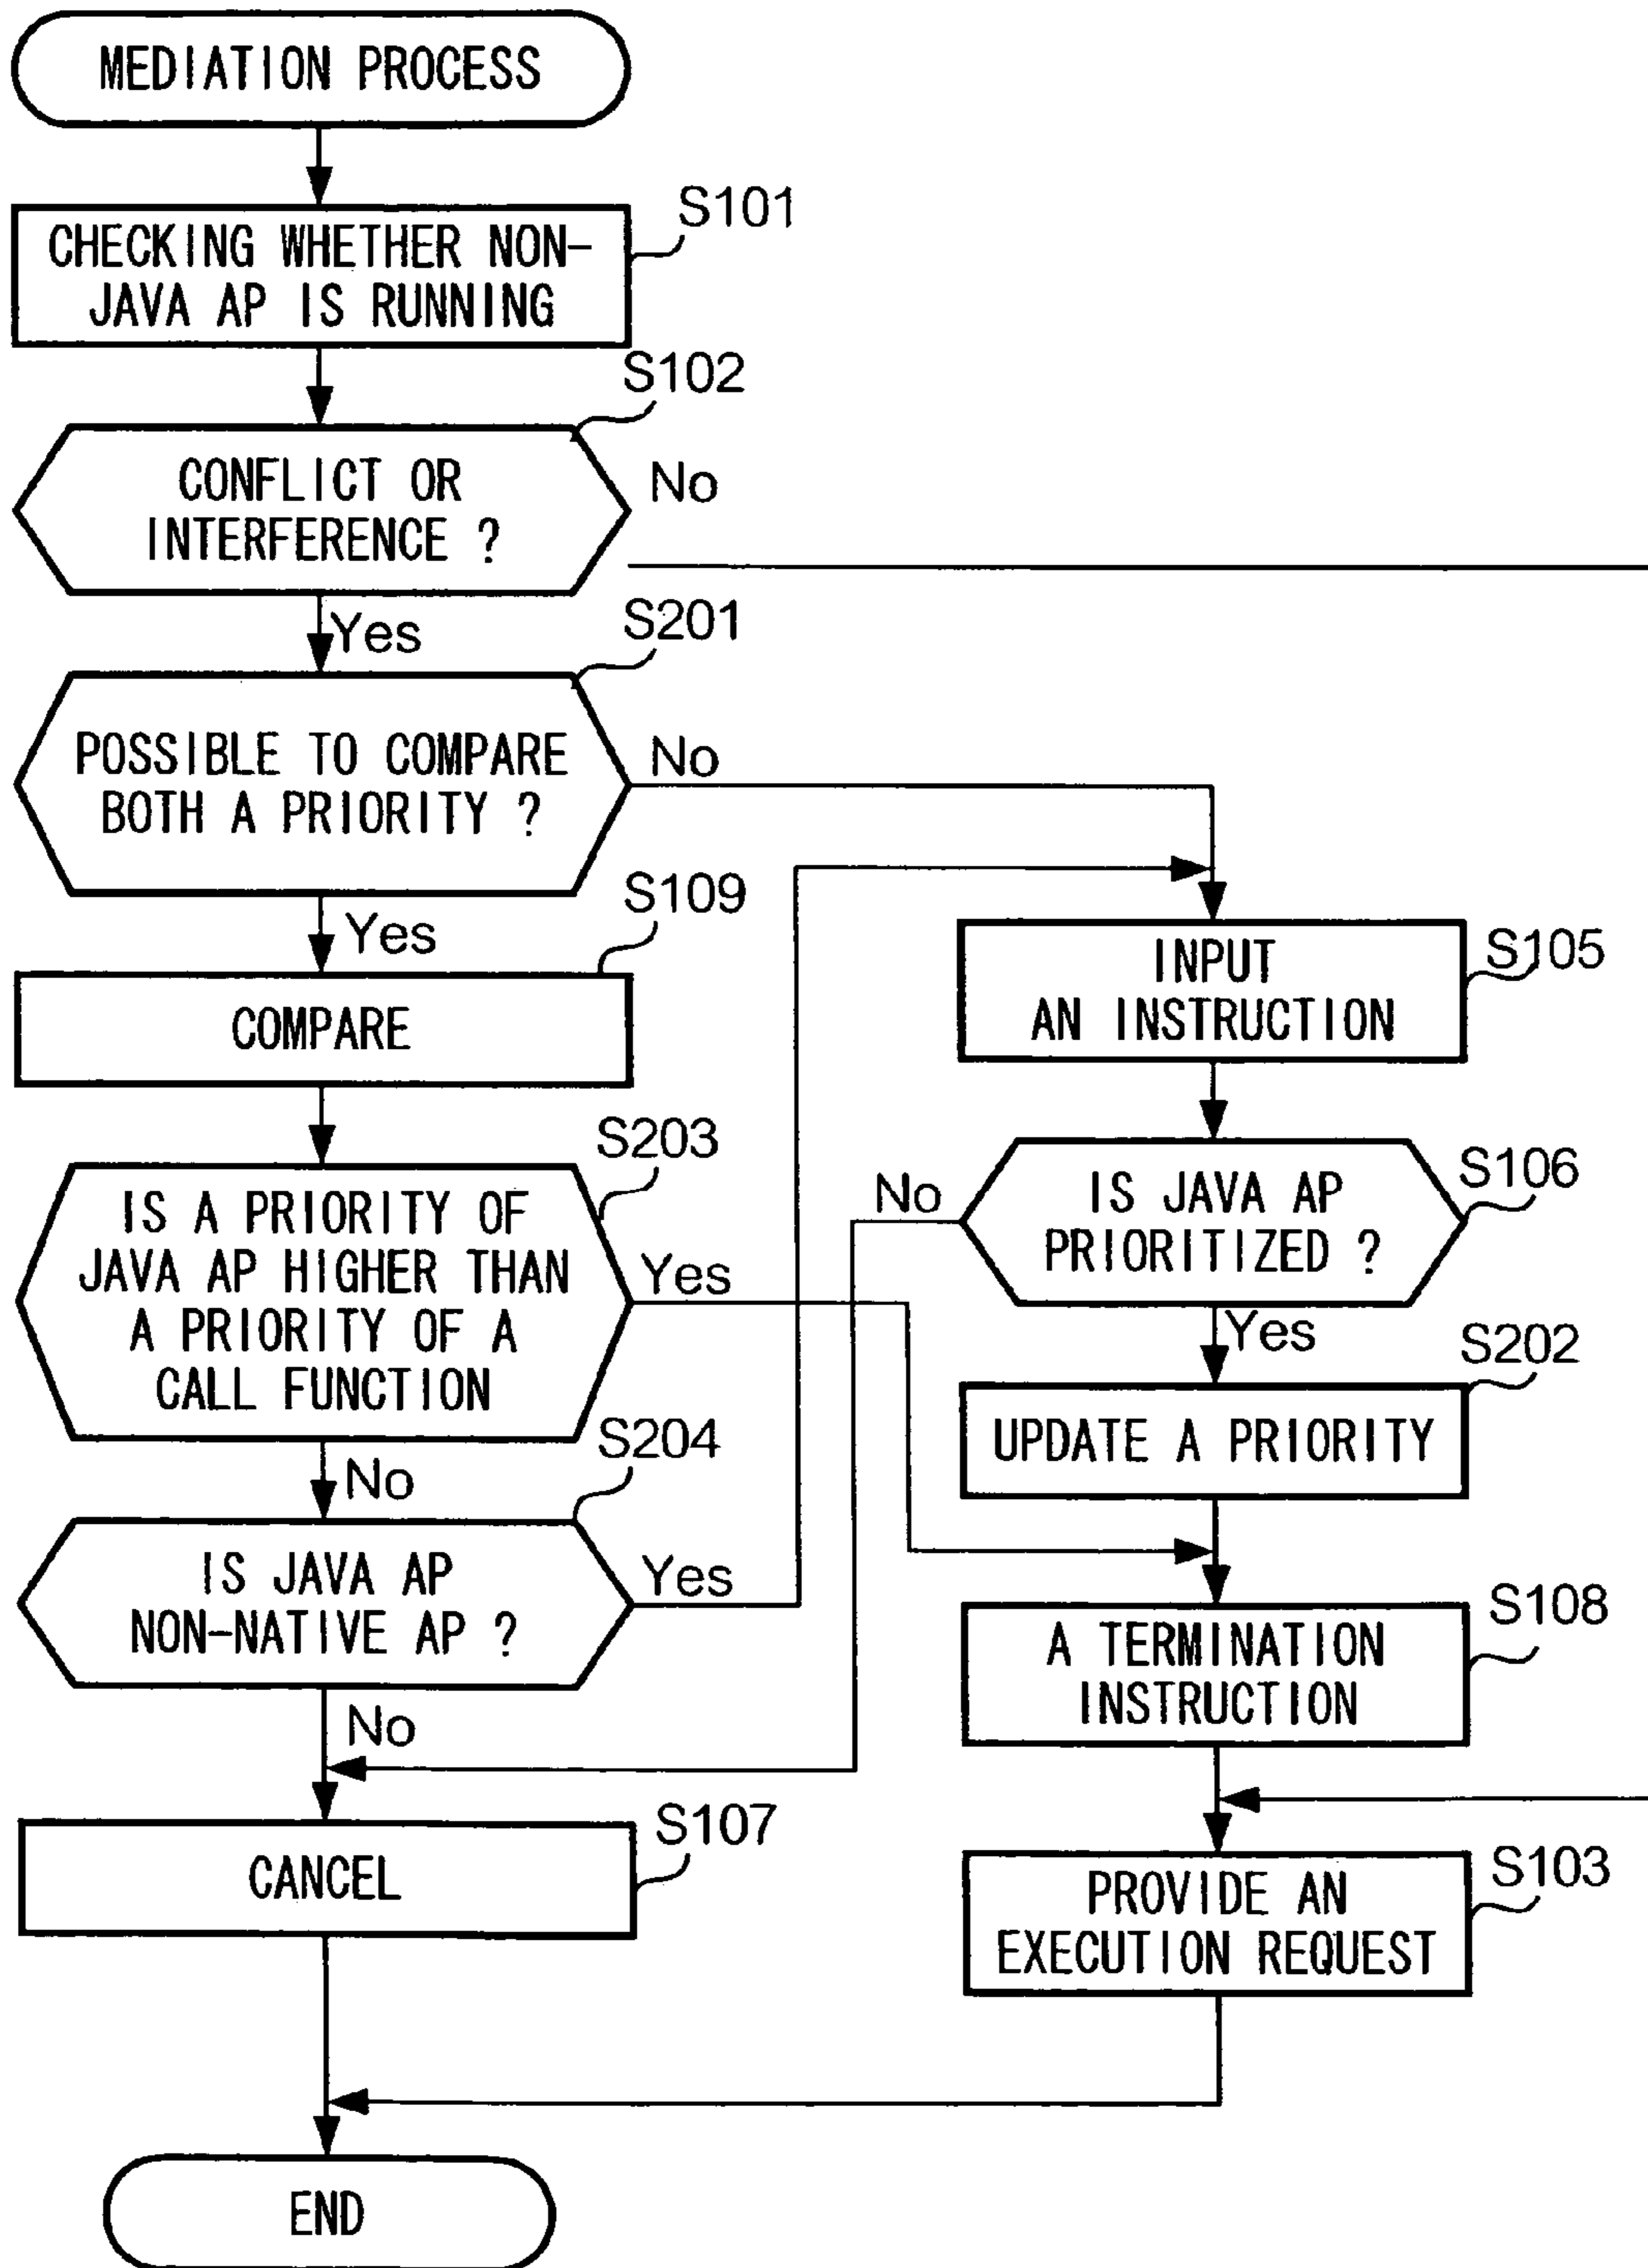 MEDIATION PROCESS
S101
CHECKING WHETHER NON-
JAVA AP IS RUNNING
S102
CONFLICT OR
INTERFERENCE ?
No
Yes
S201
POSSIBLE TO COMPARE
BOTH A PRIORITY ?
No
Yes
S109
COMPARE
S203
IS A PRIORITY OF
JAVA AP HIGHER THAN
A PRIORITY OF A
CALL FUNCTION
Yes
No
S204
IS JAVA AP
NON-NATIVE AP ?
Yes
No
S107
CANCEL
END
S105
INPUT
AN INSTRUCTION
S106
IS JAVA AP
PRIORITIZED ?
No
Yes
S202
UPDATE A PRIORITY
S108
A TERMINATION
INSTRUCTION
S103
PROVIDE AN
EXECUTION REQUEST